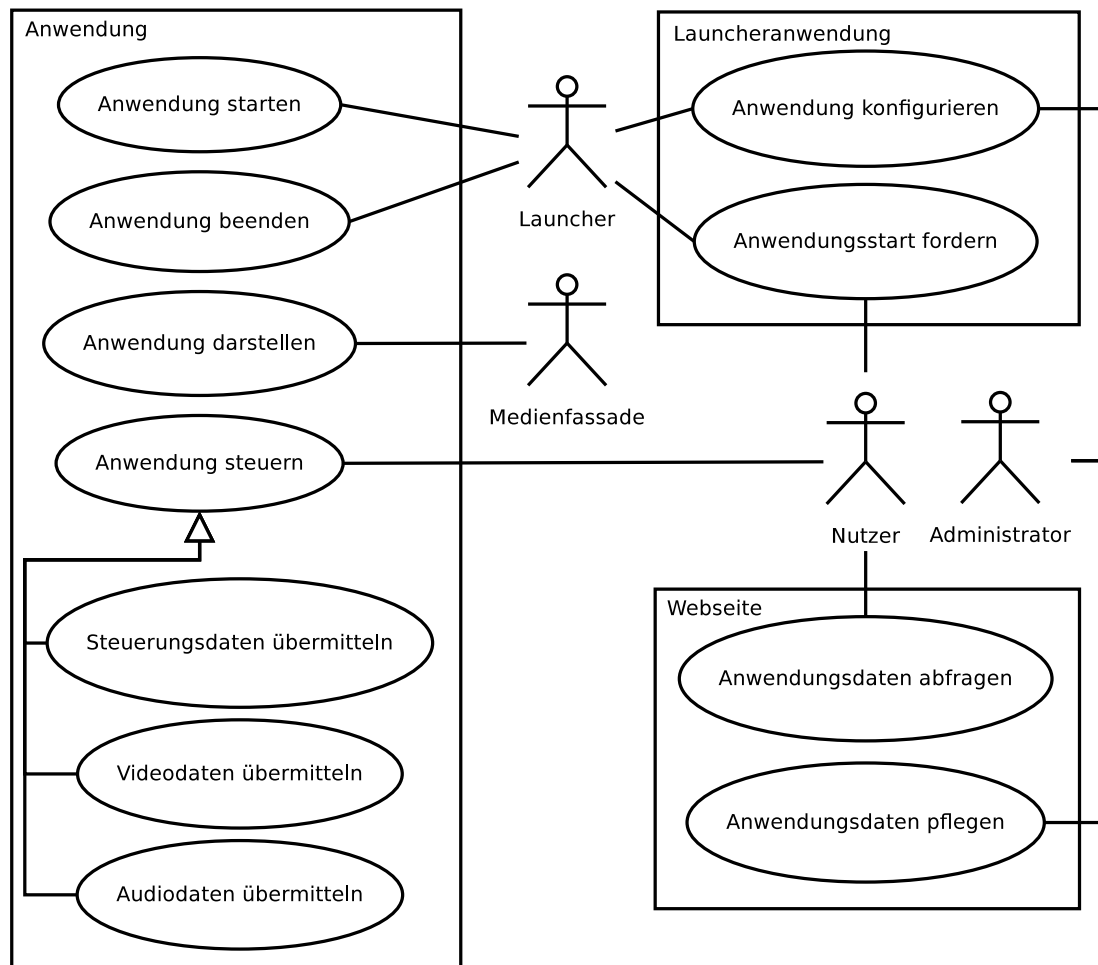 Anwendung
Anwendung starten
Anwendung beenden
Anwendung darstellen
Anwendung steuern
Steuerungsdaten übermitteln
Videodaten übermitteln
Audiodaten übermitteln
Launcher
Medienfassade
Launcheranwendung
Anwendung konfigurieren
Anwendungsstart fordern
Nutzer
Administrator
Webseite
Anwendungsdaten abfragen
Anwendungsdaten pflegen